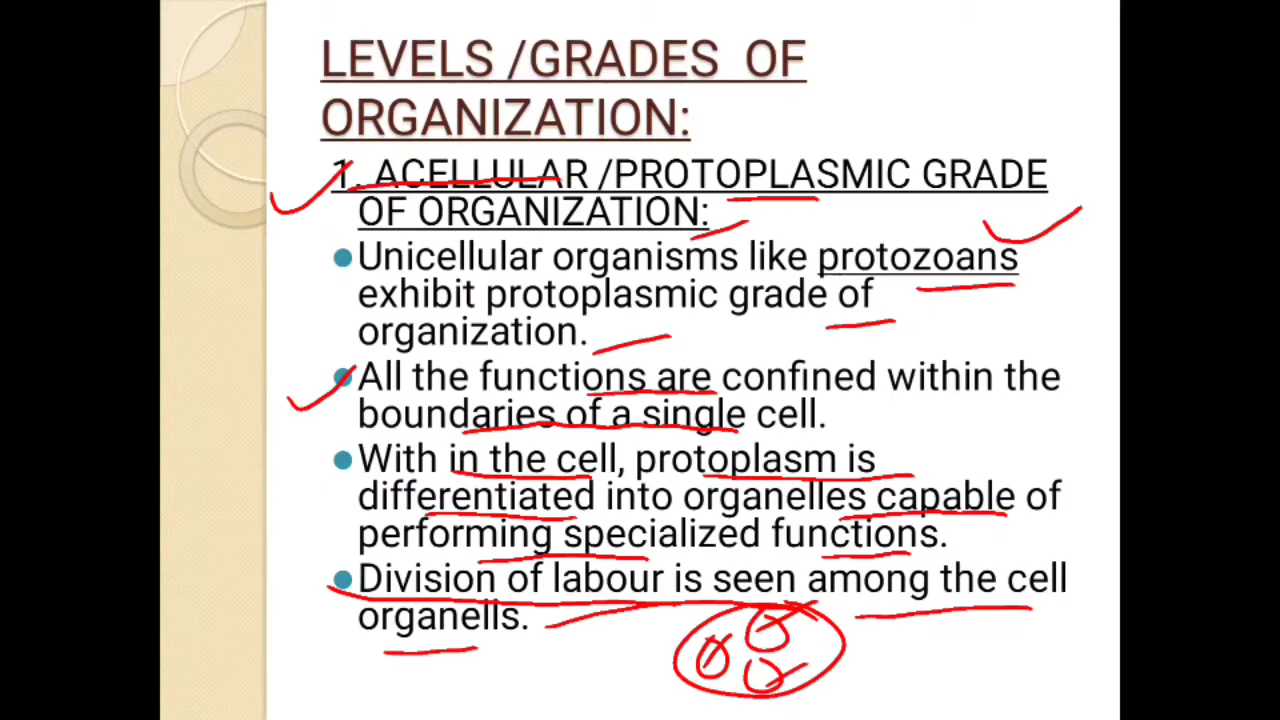 LEVELS /GRADES OF
ORGANIZATION:
1. ACELLULAR /PROTOPLASMIC GRADE
OF ORGANIZATION:
Unicellular organisms like protozoans
exhibit protoplasmic grade of
organization.
All the functions are confined within the
boundaries of a single cell.
With in the cell, protoplasm is
differentiated into organelles capable of
performing specialized functions.
Division of labour is seen among the cell
organells.